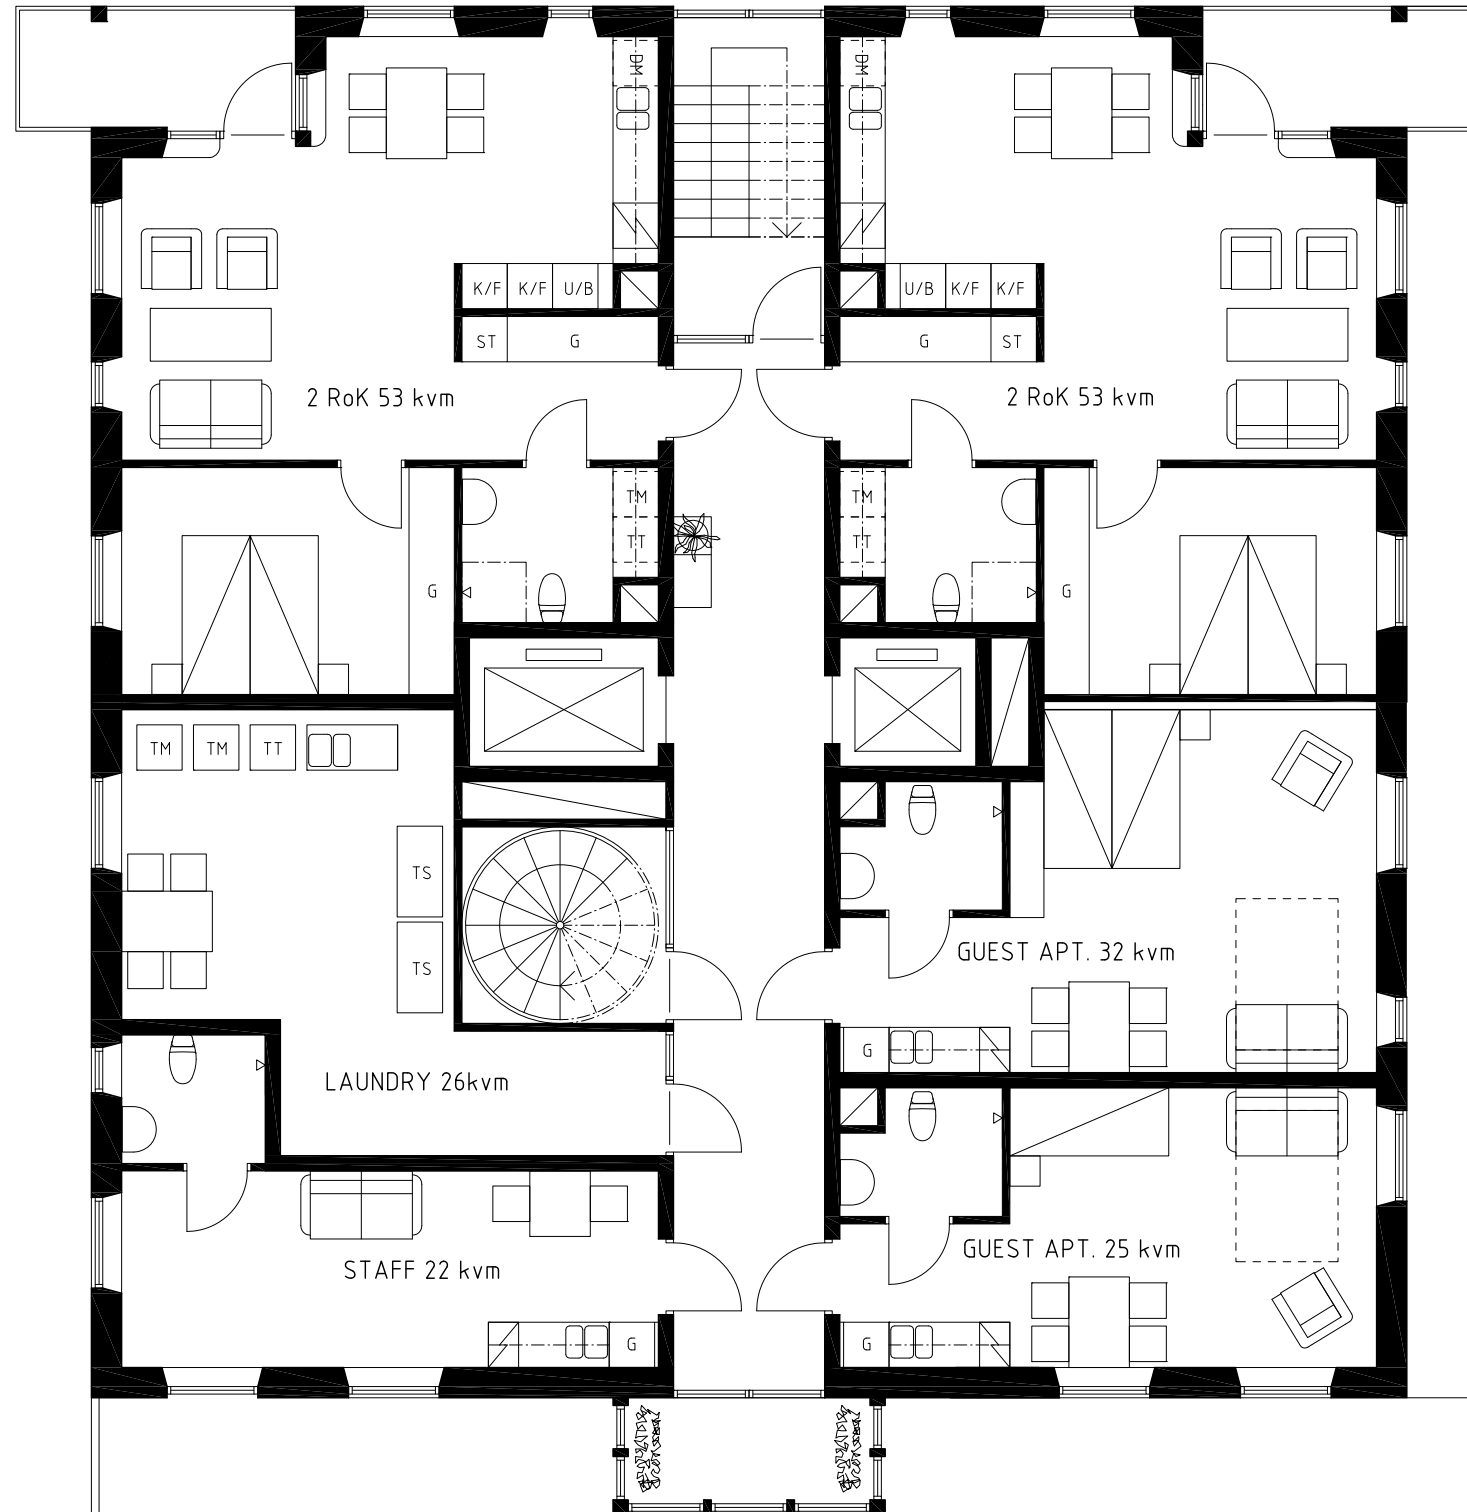 DM DM
K/F K/F U/B U/B K/F K/F
ST G G ST
2 RoK 53 kvm 2 RoK 53 kvm
TM TM
TT TT
G G
TM TM TT
TS
TS
GUEST APT. 32 kvm
G
LAUNDRY 26kvm
GUEST APT. 25 kvm
STAFF 22 kvm
G G